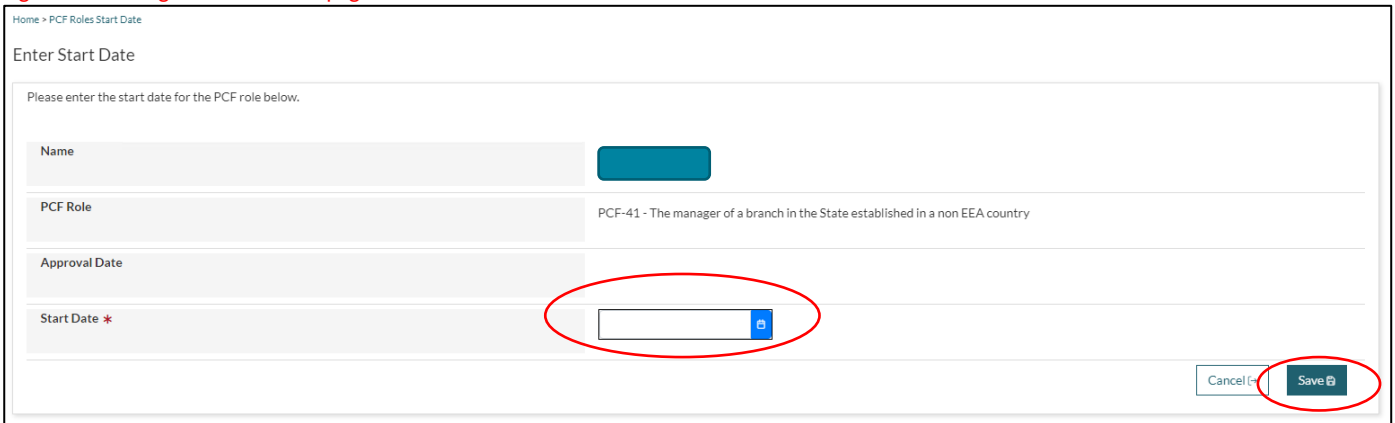 Home > PCF Roles Start Date
Enter Start Date
Please enter the start date for the PCF role below.
Name
PCF Role
PCF-41 - The manager of a branch in the State established in a non EEA country
Approval Date
Start Date *
Cancel
Save